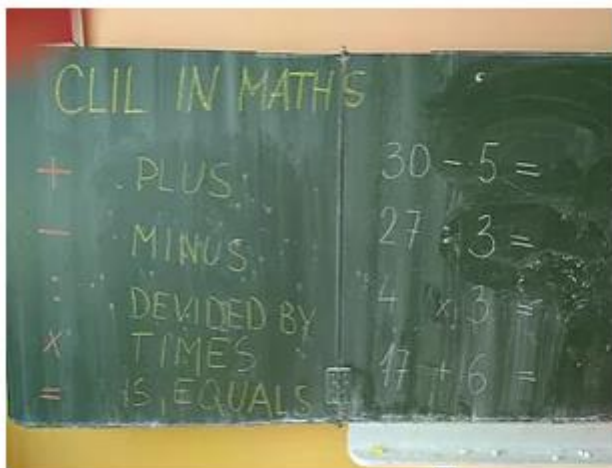 CLIL IN MATHS
+ PLUS
- MINUS
: DEVIDED BY
x TIMES
= IS, EQUALS
30 - 5 =
27 : 3 =
4 x 3 =
17 + 6 =